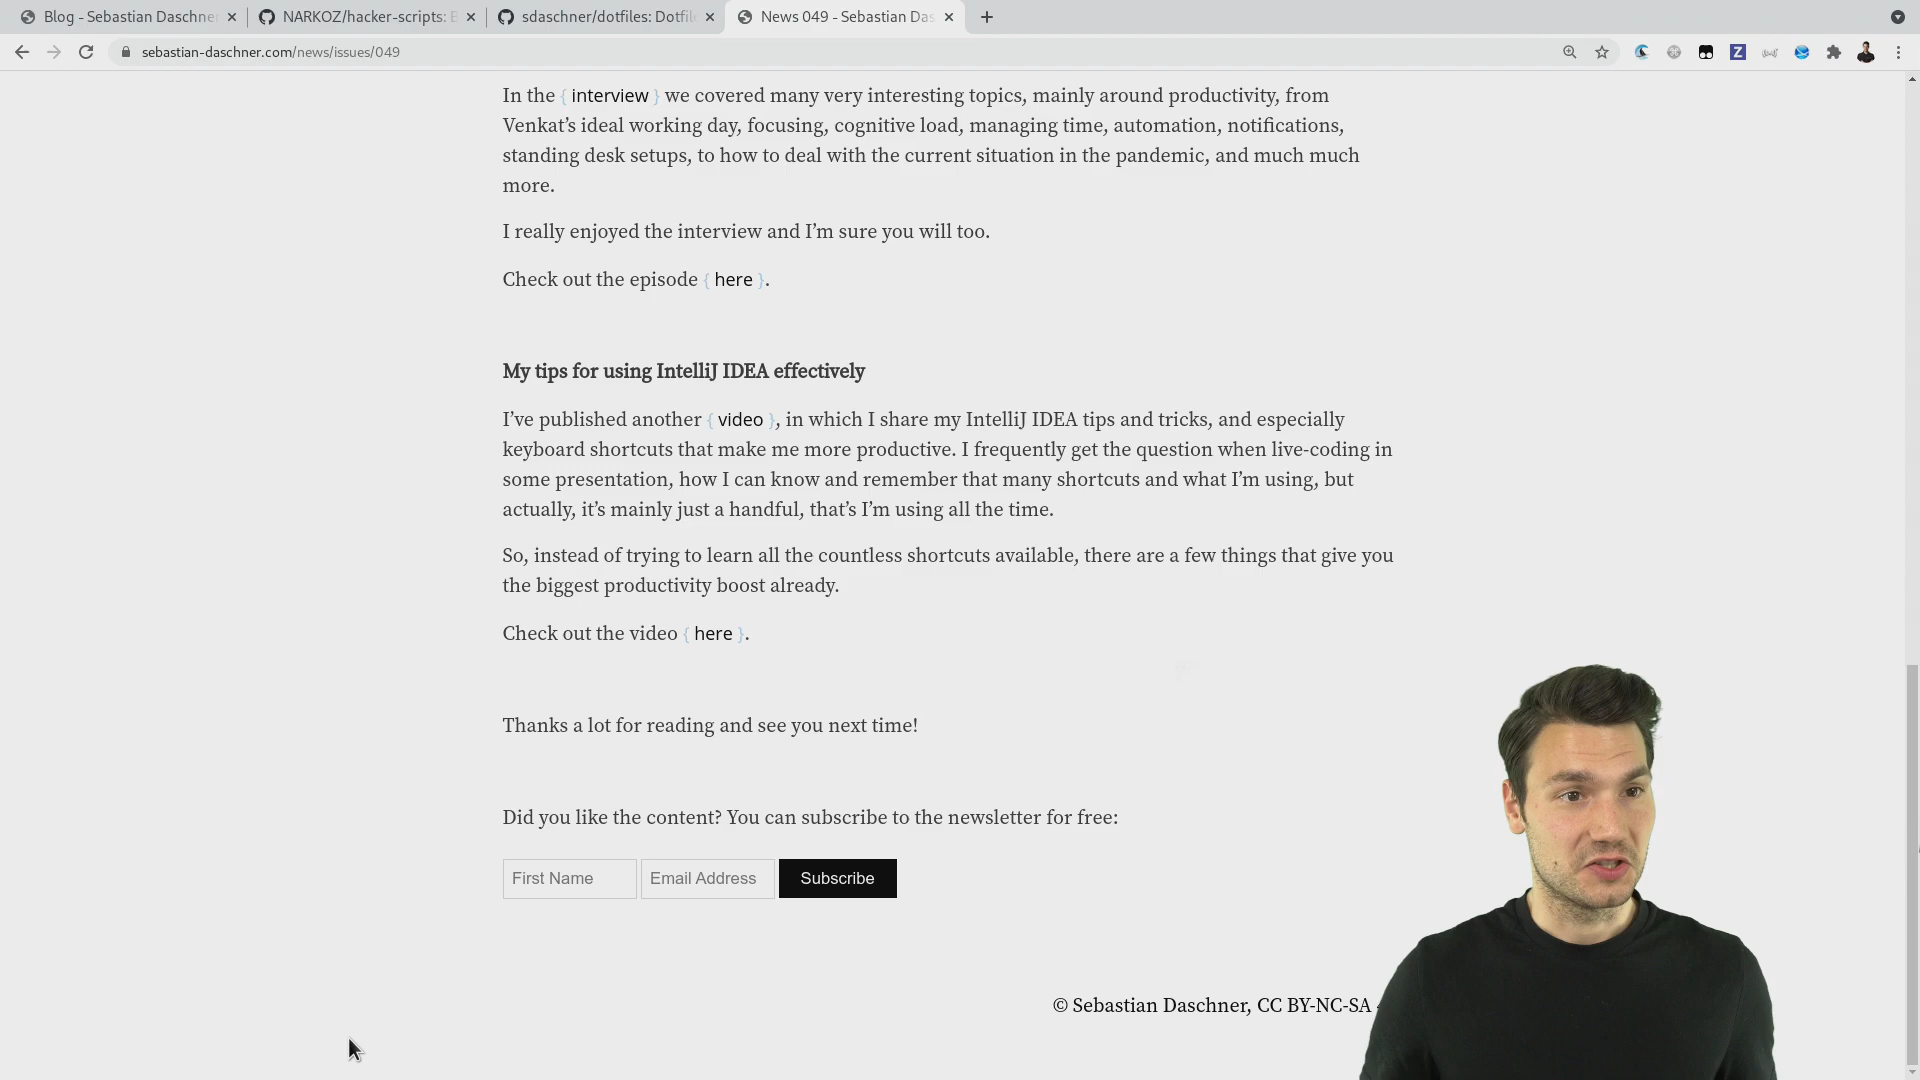 Blog - Sebastian Daschner
NARKOZ/hacker-scripts: B
sdaschner/dotfiles: Dotfil
News 049 - Sebastian Das
sebastian-daschner.com/news/issues/049
In the { interview } we covered many very interesting topics, mainly around productivity, from
Venkat’s ideal working day, focusing, cognitive load, managing time, automation, notifications,
standing desk setups, to how to deal with the current situation in the pandemic, and much much
more.
I really enjoyed the interview and I’m sure you will too.
Check out the episode { here }.
My tips for using IntelliJ IDEA effectively
I’ve published another { video }, in which I share my IntelliJ IDEA tips and tricks, and especially
keyboard shortcuts that make me more productive. I frequently get the question when live-coding in
some presentation, how I can know and remember that many shortcuts and what I’m using, but
actually, it’s mainly just a handful, that’s I’m using all the time.
So, instead of trying to learn all the countless shortcuts available, there are a few things that give you
the biggest productivity boost already.
Check out the video { here }.
Thanks a lot for reading and see you next time!
Did you like the content? You can subscribe to the newsletter for free:
First Name Email Address Subscribe
© Sebastian Daschner, CC BY-NC-SA